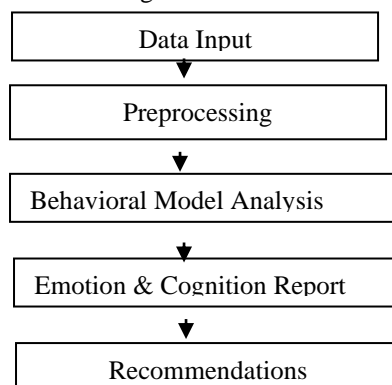 Data Input
Preprocessing
Behavioral Model Analysis
Emotion & Cognition Report
Recommendations